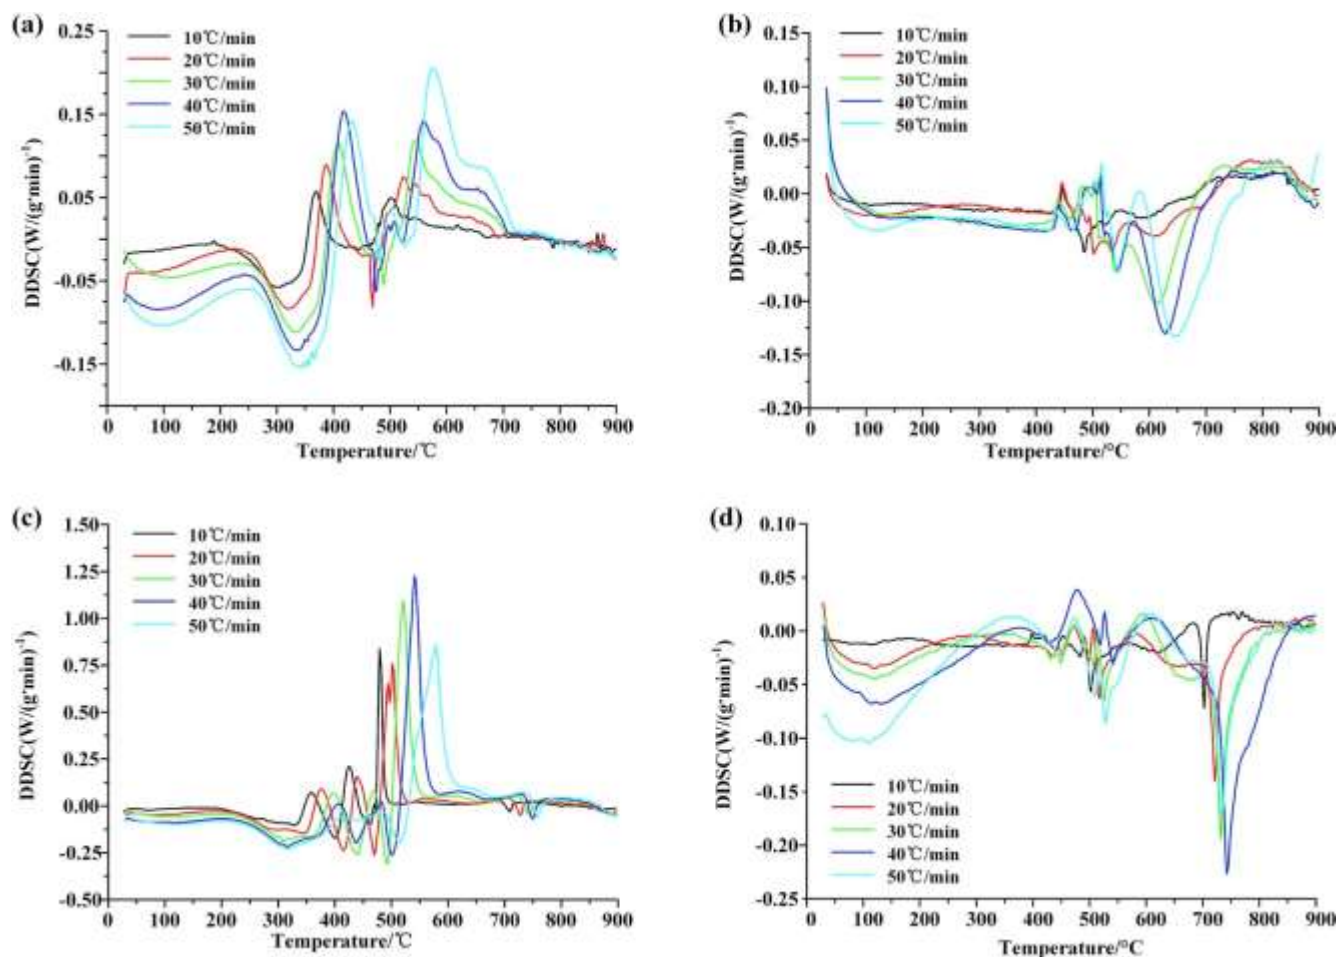 (a)
0.25
0.15
0.05
-0.05
-0.15
DDSC(W/(g·min)⁻¹)
10℃/min
20℃/min
30℃/min
40℃/min
50℃/min
0 100 200 300 400 500 600 700 800 900
Temperature/℃
(b)
0.15
0.10
0.05
0.00
-0.05
-0.10
-0.15
-0.20
DDSC(W/(g·min)⁻¹)
10℃/min
20℃/min
30℃/min
40℃/min
50℃/min
0 100 200 300 400 500 600 700 800 900
Temperature/°C
(c)
1.50
1.25
1.00
0.75
0.50
0.25
0.00
-0.25
-0.50
DDSC(W/(g·min)⁻¹)
10℃/min
20℃/min
30℃/min
40℃/min
50℃/min
0 100 200 300 400 500 600 700 800 900
Temperature/℃
(d)
0.10
0.05
0.00
-0.05
-0.10
-0.15
-0.20
-0.25
DDSC(W/(g·min)⁻¹)
10℃/min
20℃/min
30℃/min
40℃/min
50℃/min
0 100 200 300 400 500 600 700 800 900
Temperature/°C